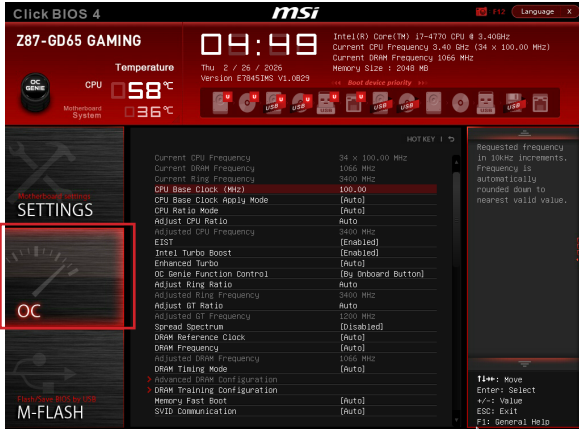 Click BIOS 4
msi
F12
Language X
Z87-GD65 GAMING
OC
GENIE
Temperature
CPU 58℃
Motherboard
System 36℃
04:49
Thu 2 / 26 / 2026
Version E7845IMS V1.0B29
Intel(R) Core(TM) i7-4770 CPU @ 3.40GHz
Current CPU Frequency 3.40 GHz (34 x 100.00 MHz)
Current DRAM Frequency 1066 MHz
Memory Size : 2048 MB
Boot device priority
U U U U U U U
USB USB USB USB
Motherboard settings
SETTINGS
OC
Flash/Save BIOS by USB
M-FLASH
HOT KEY |
Current CPU Frequency 34 x 100.00 MHz
Current DRAM Frequency 1066 MHz
Current Ring Frequency 3400 MHz
CPU Base Clock (MHz) 100.00
CPU Base Clock Apply Mode [Auto]
CPU Ratio Mode [Auto]
Adjust CPU Ratio Auto
Adjusted CPU Frequency 3400 MHz
EIST [Enabled]
Intel Turbo Boost [Enabled]
Enhanced Turbo [Auto]
OC Genie Function Control [By Onboard Button]
Adjust Ring Ratio Auto
Adjusted Ring Frequency 3400 MHz
Adjust GT Ratio Auto
Adjusted GT Frequency 1200 MHz
Spread Spectrum [Disabled]
DRAM Reference Clock [Auto]
DRAM Frequency [Auto]
Adjusted DRAM Frequency 1066 MHz
DRAM Timing Mode [Auto]
> Advanced DRAM Configuration
> DRAM Training Configuration
Memory Fast Boot [Auto]
SVID Communication [Auto]
Requested frequency
in 10kHz increments.
Frequency is
automatically
rounded down to
nearest valid value.
↑↓←→: Move
Enter: Select
+/-: Value
ESC: Exit
F1: General Help